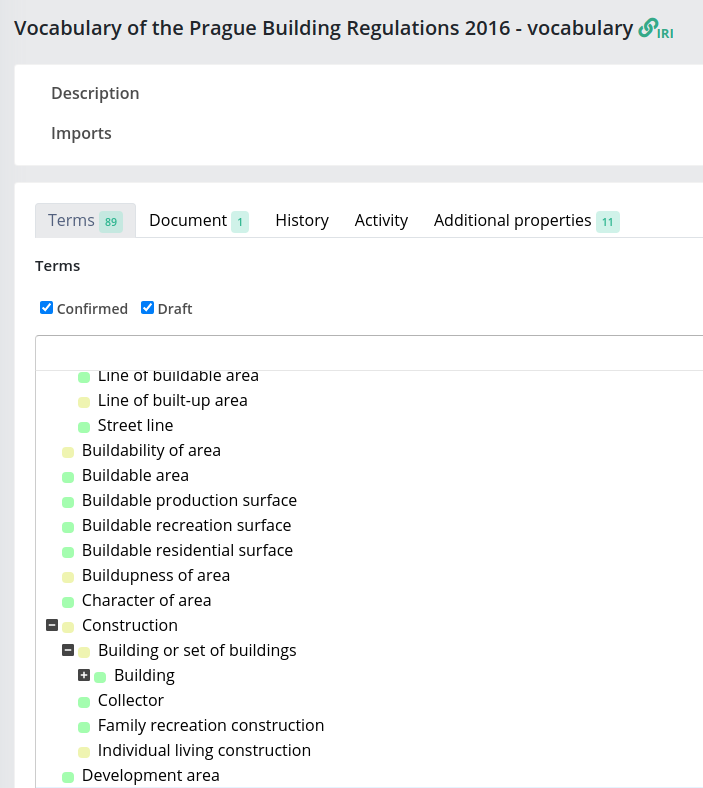 Vocabulary of the Prague Building Regulations 2016 - vocabulary IRI
Description
Imports
Terms 89 Document 1 History Activity Additional properties 11
Terms
Confirmed Draft
Line of buildable area
Line of built-up area
Street line
Buildability of area
Buildable area
Buildable production surface
Buildable recreation surface
Buildable residential surface
Buildupness of area
Character of area
Construction
Building or set of buildings
Building
Collector
Family recreation construction
Individual living construction
Development area